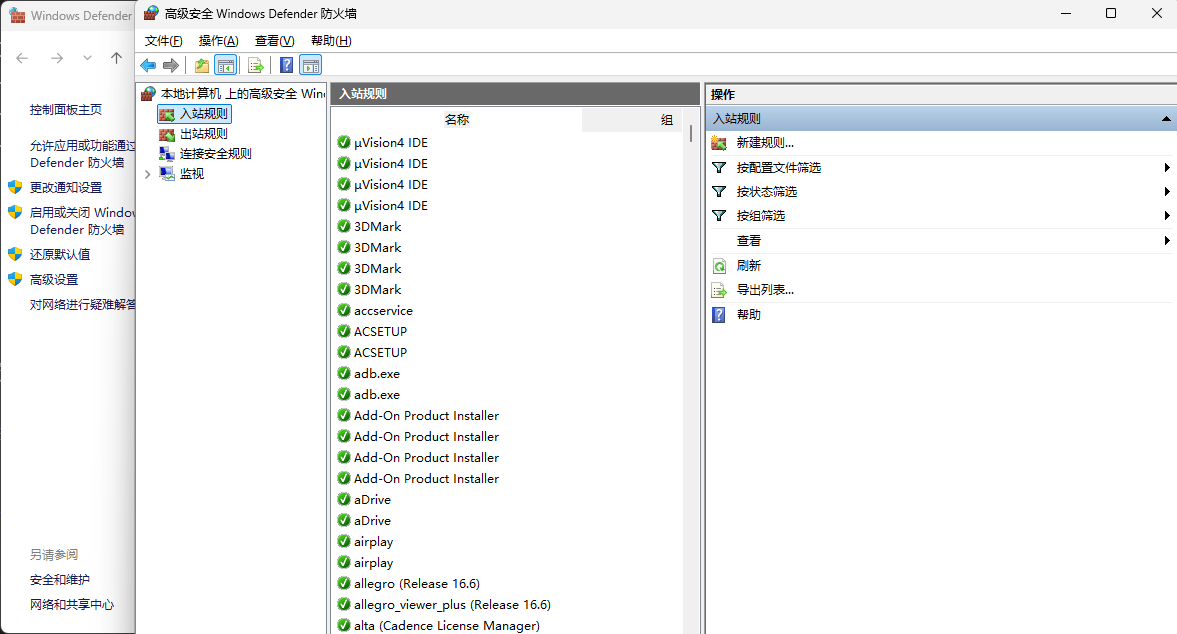 Windows Defender
高级安全 Windows Defender 防火墙
文件(F) 操作(A) 查看(V) 帮助(H)
控制面板主页
允许应用或功能通过
Defender 防火墙
更改通知设置
启用或关闭 Window
Defender 防火墙
还原默认值
高级设置
对网络进行疑难解答
另请参阅
安全和维护
网络和共享中心
本地计算机 上的高级安全 Wind
入站规则
出站规则
连接安全规则
监视
入站规则
名称 组
µVision4 IDE
µVision4 IDE
µVision4 IDE
µVision4 IDE
3DMark
3DMark
3DMark
3DMark
accservice
ACSETUP
ACSETUP
adb.exe
adb.exe
Add-On Product Installer
Add-On Product Installer
Add-On Product Installer
Add-On Product Installer
aDrive
aDrive
airplay
airplay
allegro (Release 16.6)
allegro_viewer_plus (Release 16.6)
alta (Cadence License Manager)
操作
入站规则
新建规则...
按配置文件筛选
按状态筛选
按组筛选
查看
刷新
导出列表...
帮助